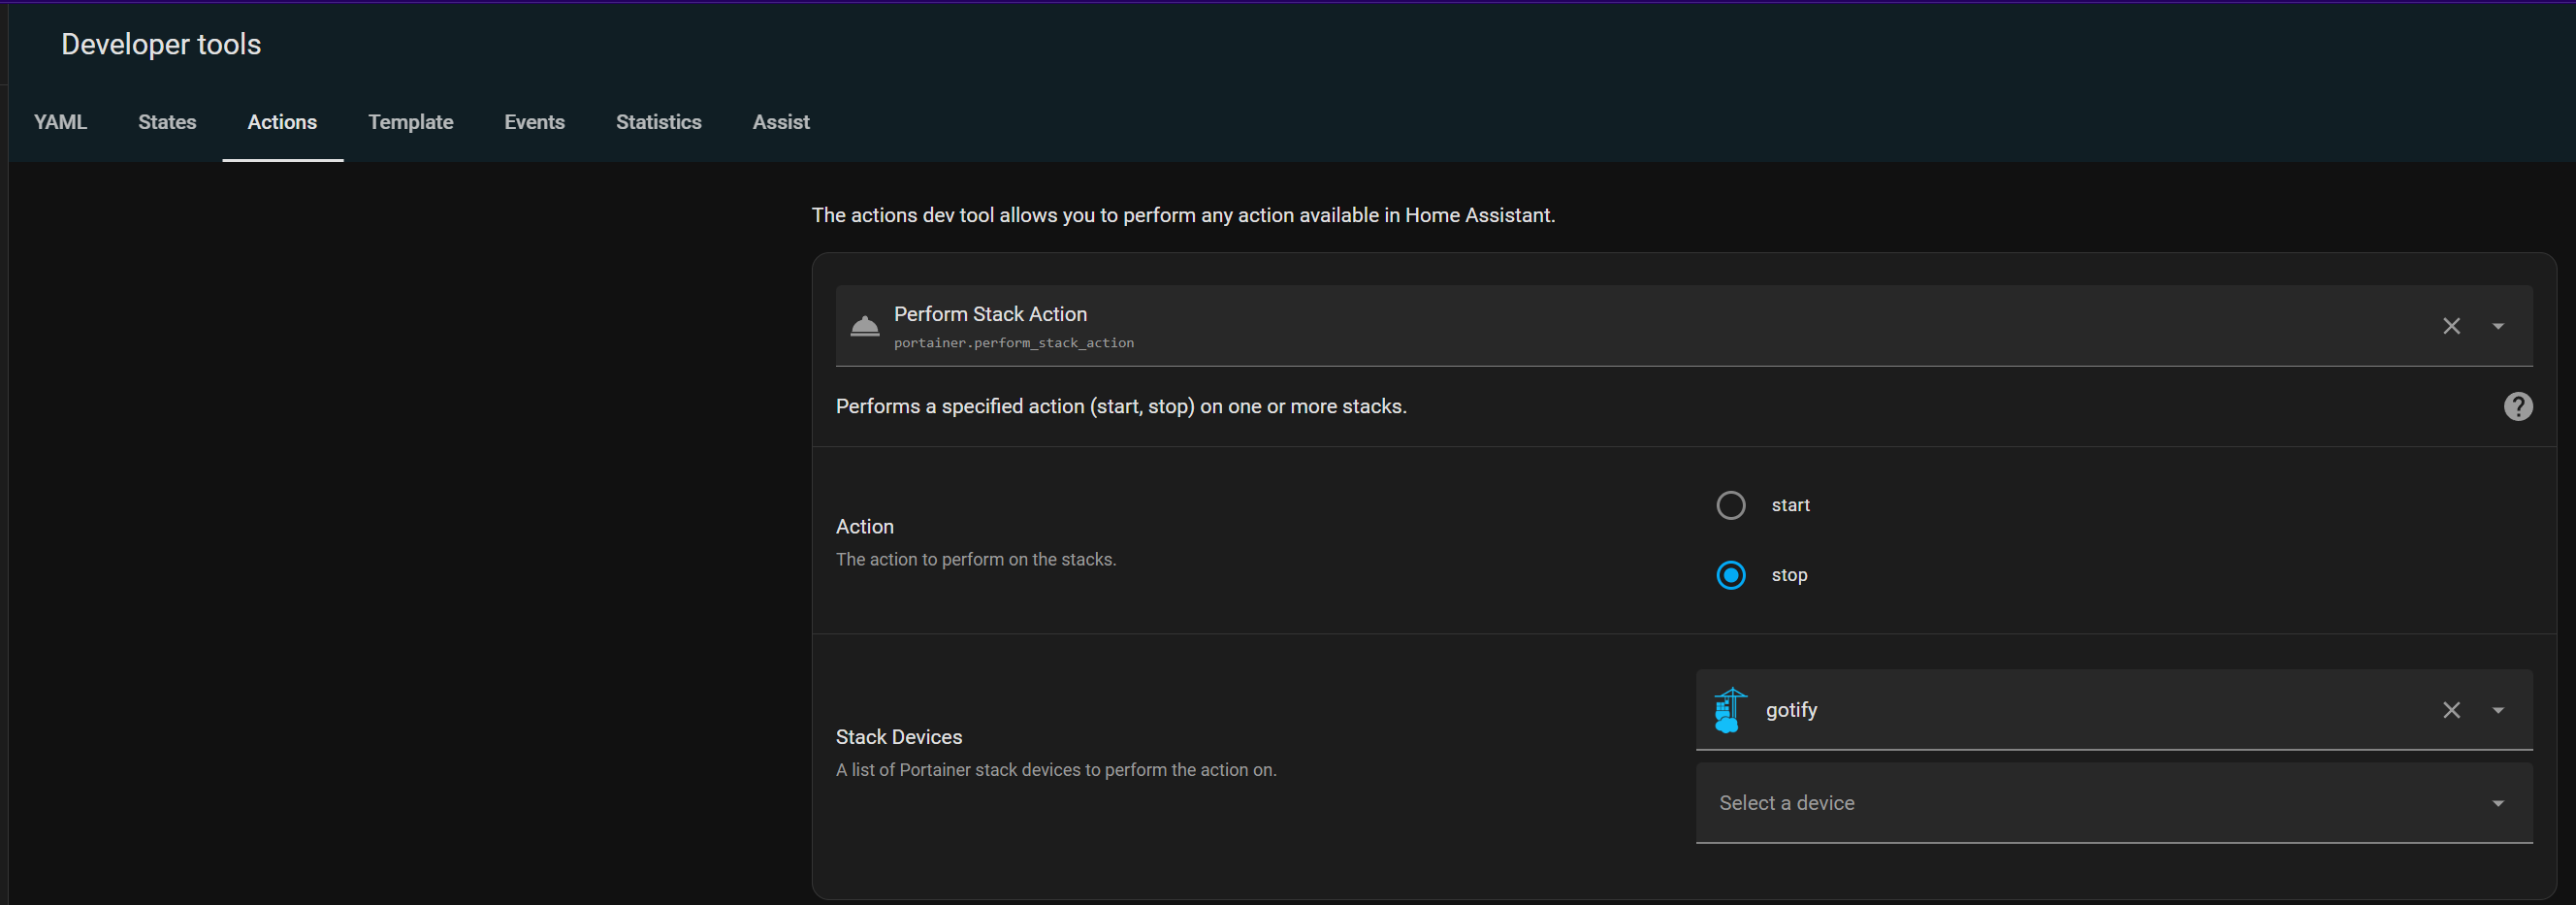 Developer tools
YAML States Actions Template Events Statistics Assist
The actions dev tool allows you to perform any action available in Home Assistant.
Perform Stack Action
portainer.perform_stack_action
Performs a specified action (start, stop) on one or more stacks.
Action
The action to perform on the stacks.
start
stop
Stack Devices
A list of Portainer stack devices to perform the action on.
gotify
Select a device